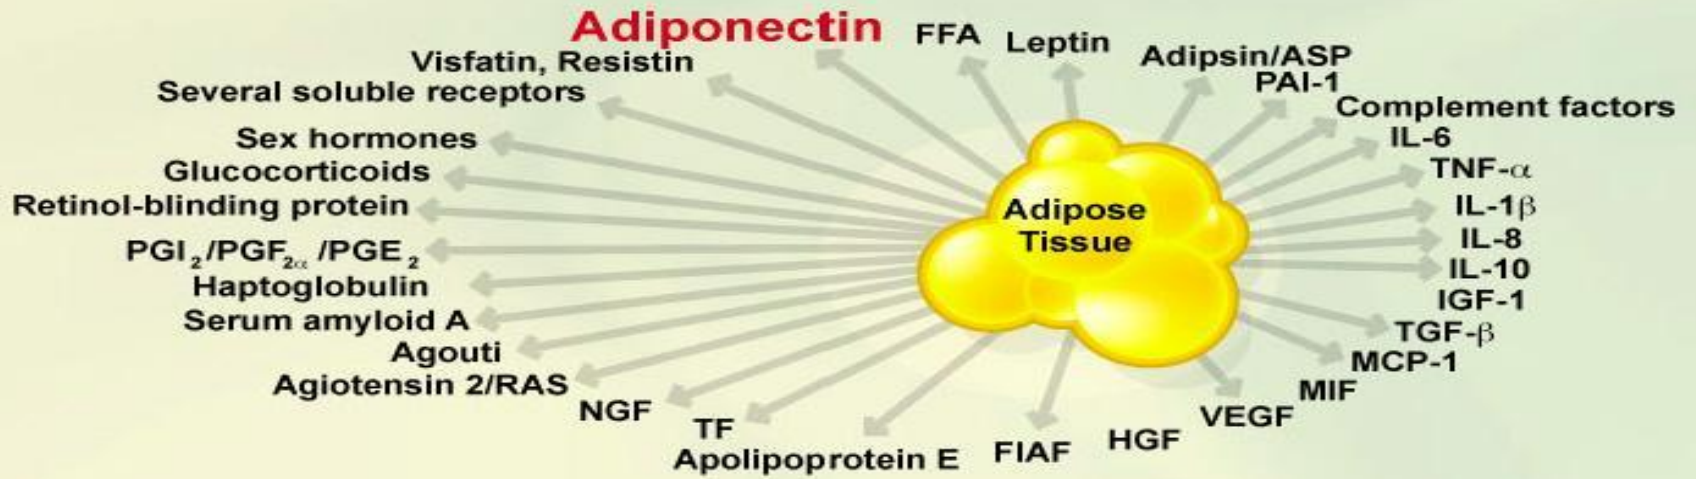 Adiponectin
FFA
Leptin
Adipsin/ASP
PAI-1
Complement factors
IL-6
TNF-α
IL-1β
IL-8
IL-10
IGF-1
TGF-β
MCP-1
MIF
VEGF
HGF
FIAF
Apolipoprotein E
TF
NGF
Agiotensin 2/RAS
Agouti
Serum amyloid A
Haptoglobulin
PGI₂/PGF₂α /PGE₂
Retinol-blinding protein
Glucocorticoids
Sex hormones
Several soluble receptors
Visfatin, Resistin
Adipose
Tissue